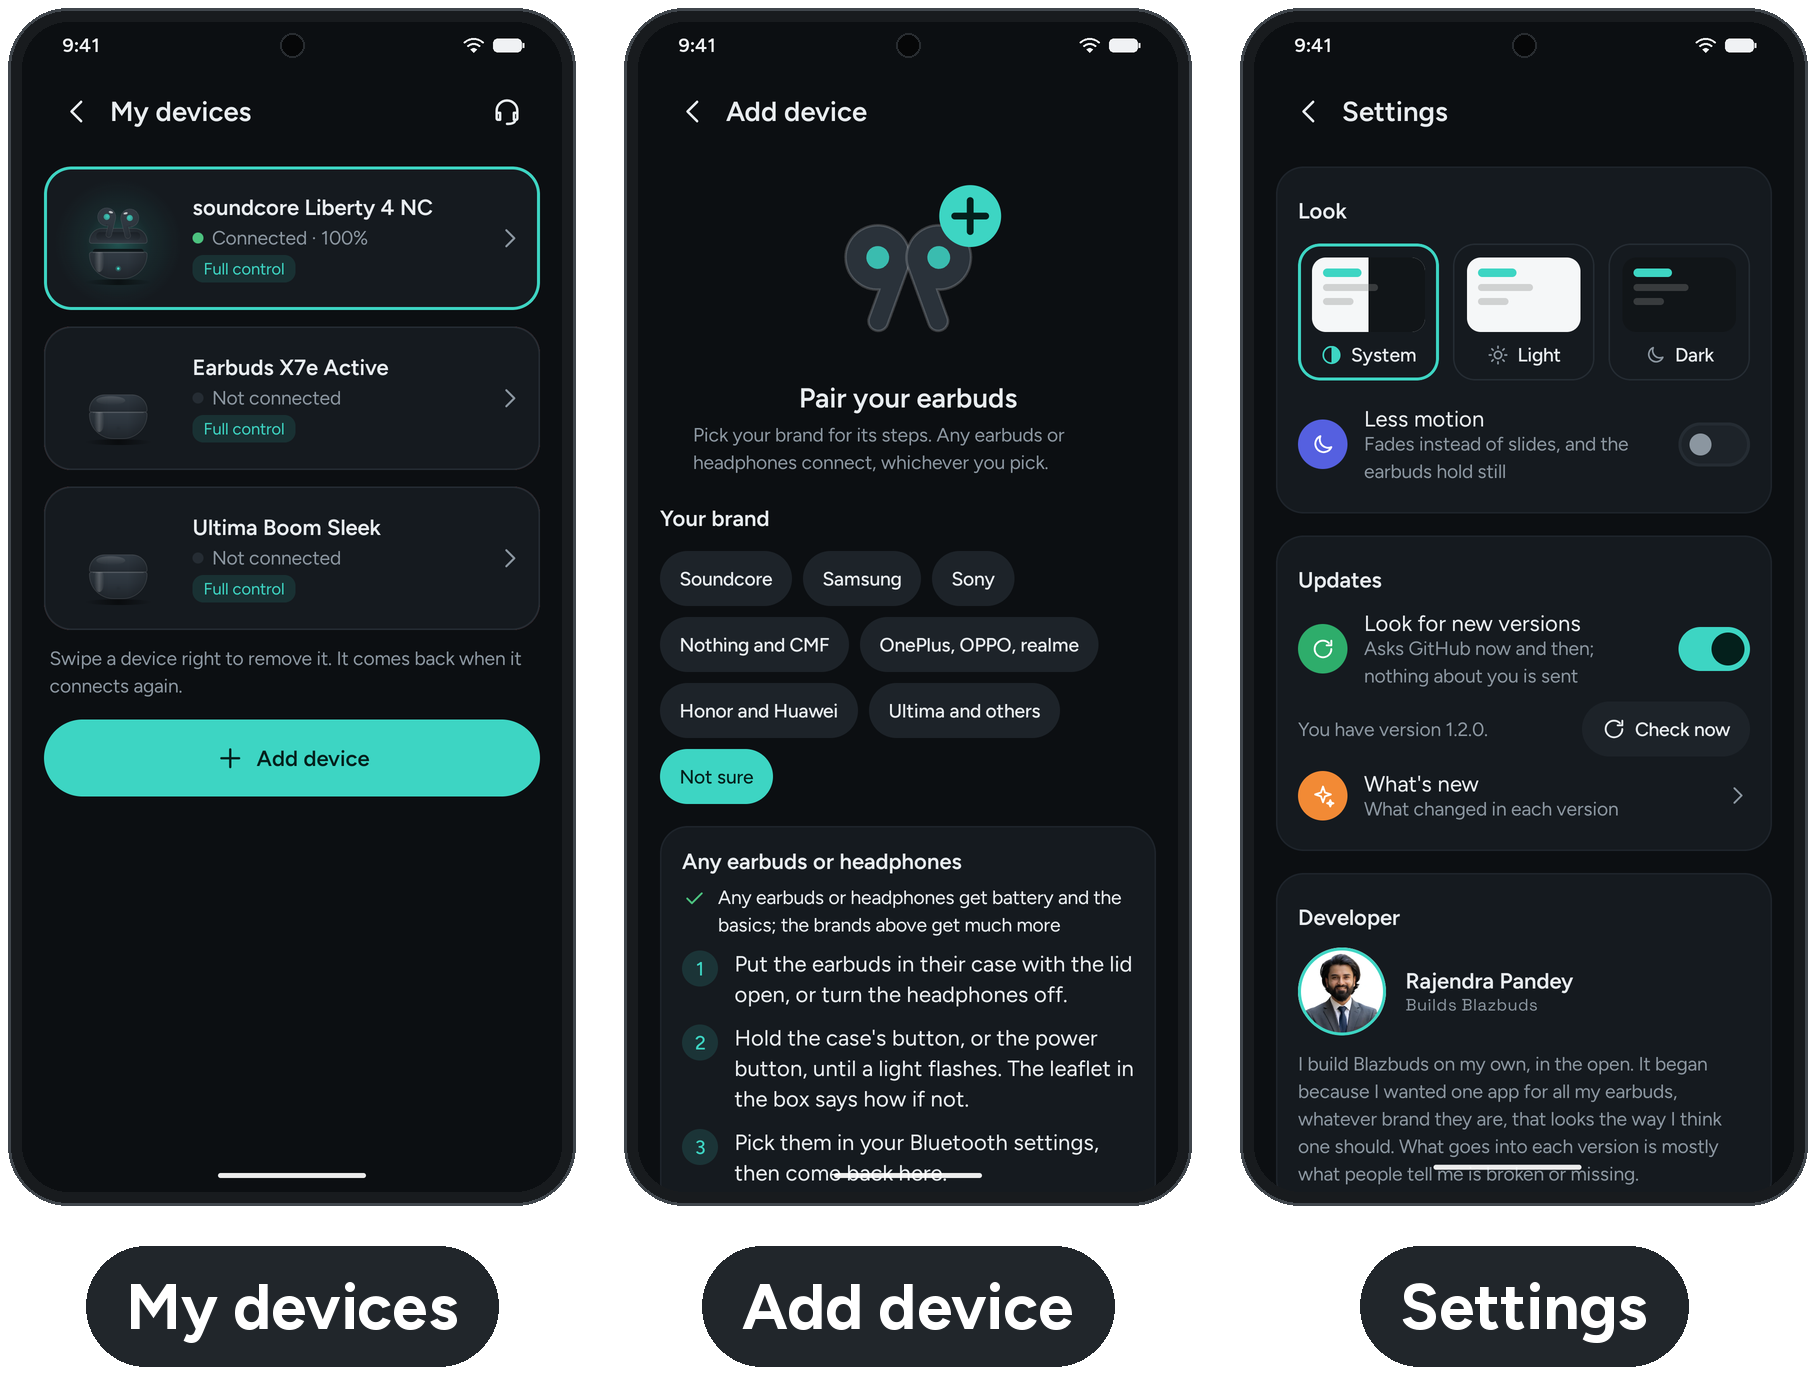 9:41
My devices
soundcore Liberty 4 NC
Connected · 100%
Full control
Earbuds X7e Active
Not connected
Full control
Ultima Boom Sleek
Not connected
Full control
Swipe a device right to remove it. It comes back when it
connects again.
Add device
My devices
9:41
Add device
Pair your earbuds
Pick your brand for its steps. Any earbuds or
headphones connect, whichever you pick.
Your brand
Soundcore
Samsung
Sony
Nothing and CMF
OnePlus, OPPO, realme
Honor and Huawei
Ultima and others
Not sure
Any earbuds or headphones
Any earbuds or headphones get battery and the
basics; the brands above get much more
1
Put the earbuds in their case with the lid
open, or turn the headphones off.
2
Hold the case's button, or the power
button, until a light flashes. The leaflet in
the box says how if not.
3
Pick them in your Bluetooth settings,
then come back here.
Add device
9:41
Settings
Look
System
Light
Dark
Less motion
Fades instead of slides, and the
earbuds hold still
Updates
Look for new versions
Asks GitHub now and then;
nothing about you is sent
You have version 1.2.0.
Check now
What's new
What changed in each version
Developer
Rajendra Pandey
Builds Blazbuds
I build Blazbuds on my own, in the open. It began
because I wanted one app for all my earbuds,
whatever brand they are, that looks the way I think
one should. What goes into each version is mostly
what people tell me is broken or missing.
Settings